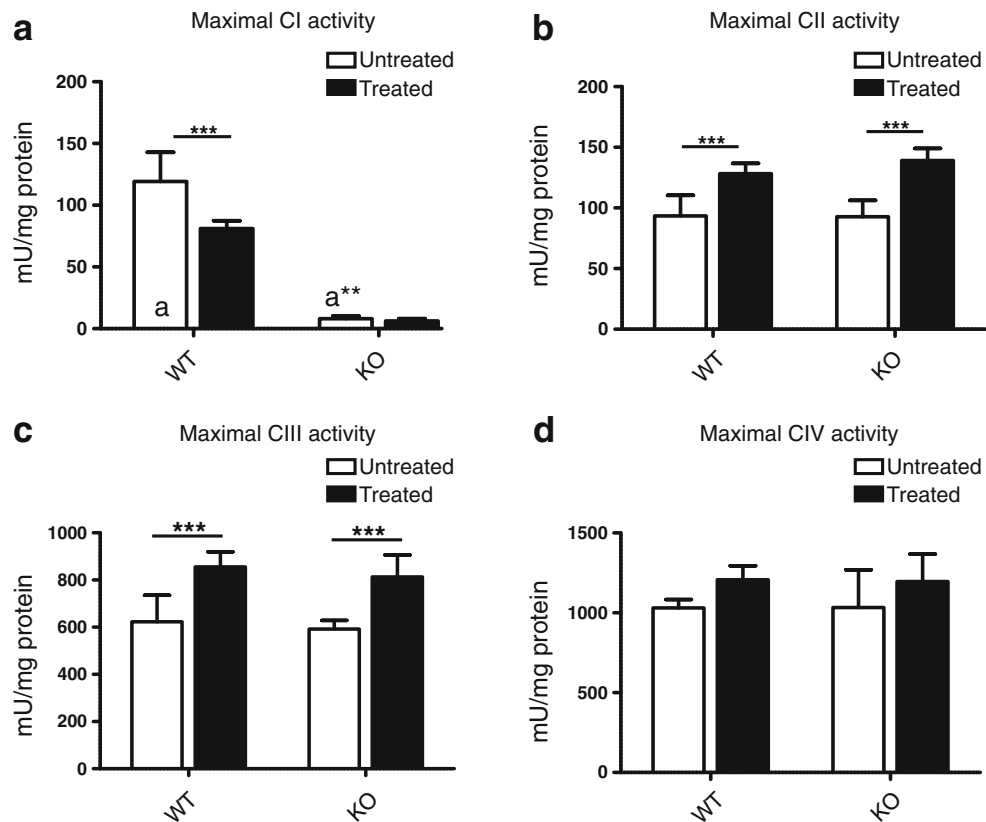 a
Maximal CI activity
Untreated
Treated
mU/mg protein
200
150
100
50
0
***
a
a**
WT
KO
b
Maximal CII activity
Untreated
Treated
mU/mg protein
200
150
100
50
0
***
***
WT
KO
c
Maximal CIII activity
Untreated
Treated
mU/mg protein
1000
800
600
400
200
0
***
***
WT
KO
d
Maximal CIV activity
Untreated
Treated
mU/mg protein
1500
1000
500
0
WT
KO